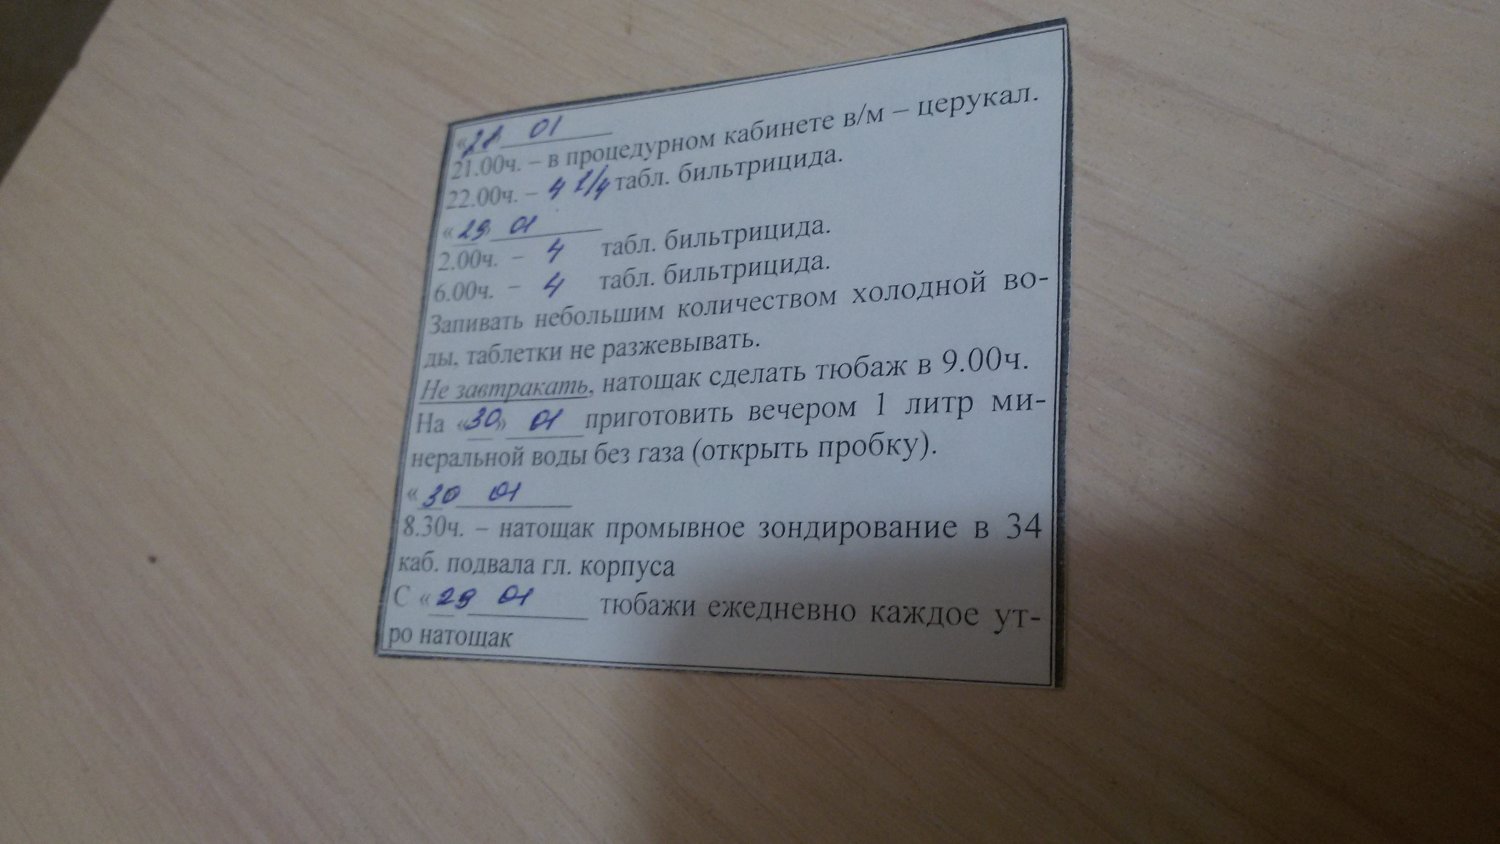 «28» 01
21.00ч. – в процедурном кабинете в/м – церукал.
22.00ч. – 4 1/4 табл. бильтрицида.
«29» 01
2.00ч. – 4 табл. бильтрицида.
6.00ч. – 4 табл. бильтрицида.
Запивать небольшим количеством холодной во-
ды, таблетки не разжевывать.
Не завтракать, натощак сделать тюбаж в 9.00ч.
На «30» 01 приготовить вечером 1 литр ми-
неральной воды без газа (открыть пробку).
«30 01
8.30ч. – натощак промывное зондирование в 34
каб. подвала гл. корпуса
С «29 01 тюбажи ежедневно каждое ут-
ро натощак